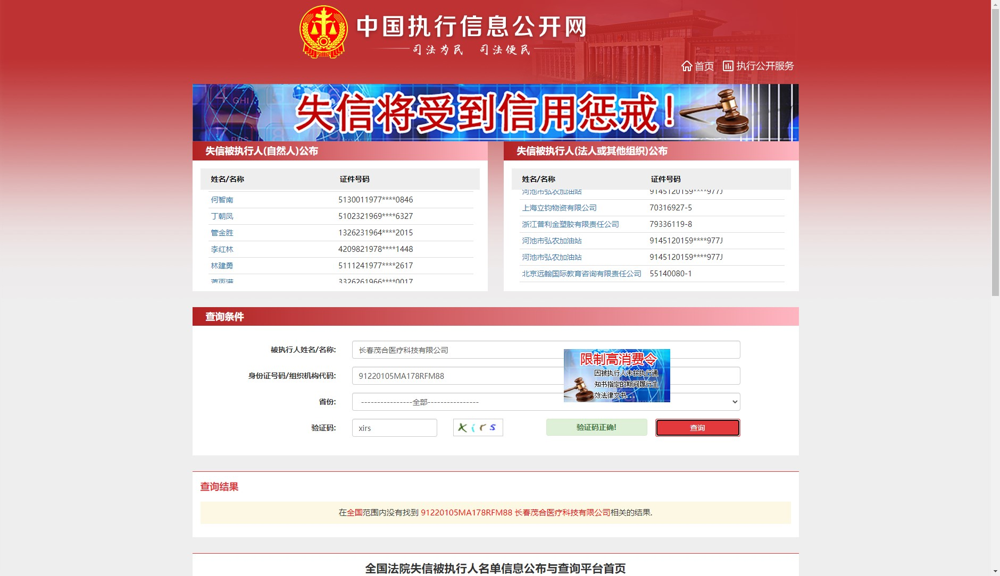 中国执行信息公开网
司法为民 司法便民
首页 执行公开服务
失信将受到信用惩戒!
失信被执行人(自然人)公布
姓名/名称 证件号码
何智南 5130011977****0846
丁朝凤 5102321969****6327
管金胜 1326231964****2015
李红林 4209821978****1448
林建勇 5111241977****2617
3326261966****0017
失信被执行人(法人或其他组织)公布
姓名/名称 证件号码
河池市弘农加油站 9145120159****977J
上海立钧物资有限公司 70316927-5
浙江普利金塑胶有限责任公司 79336119-8
河池市弘农加油站 9145120159****977J
河池市弘农加油站 9145120159****977J
北京远翰国际教育咨询有限责任公司 55140080-1
查询条件
被执行人姓名/名称: 长春茂合医疗科技有限公司
身份证号码/组织机构代码: 91220105MA178RFM88
省份: ----------------全部----------------
验证码: xirs xirs 验证码正确! 查询
限制高消费令
因被执行人未按执行通
知书指定的期间履行生
效法律文书...
查询结果
在全国范围内没有找到 91220105MA178RFM88 长春茂合医疗科技有限公司相关的结果.
全国法院失信被执行人名单信息公布与查询平台首页